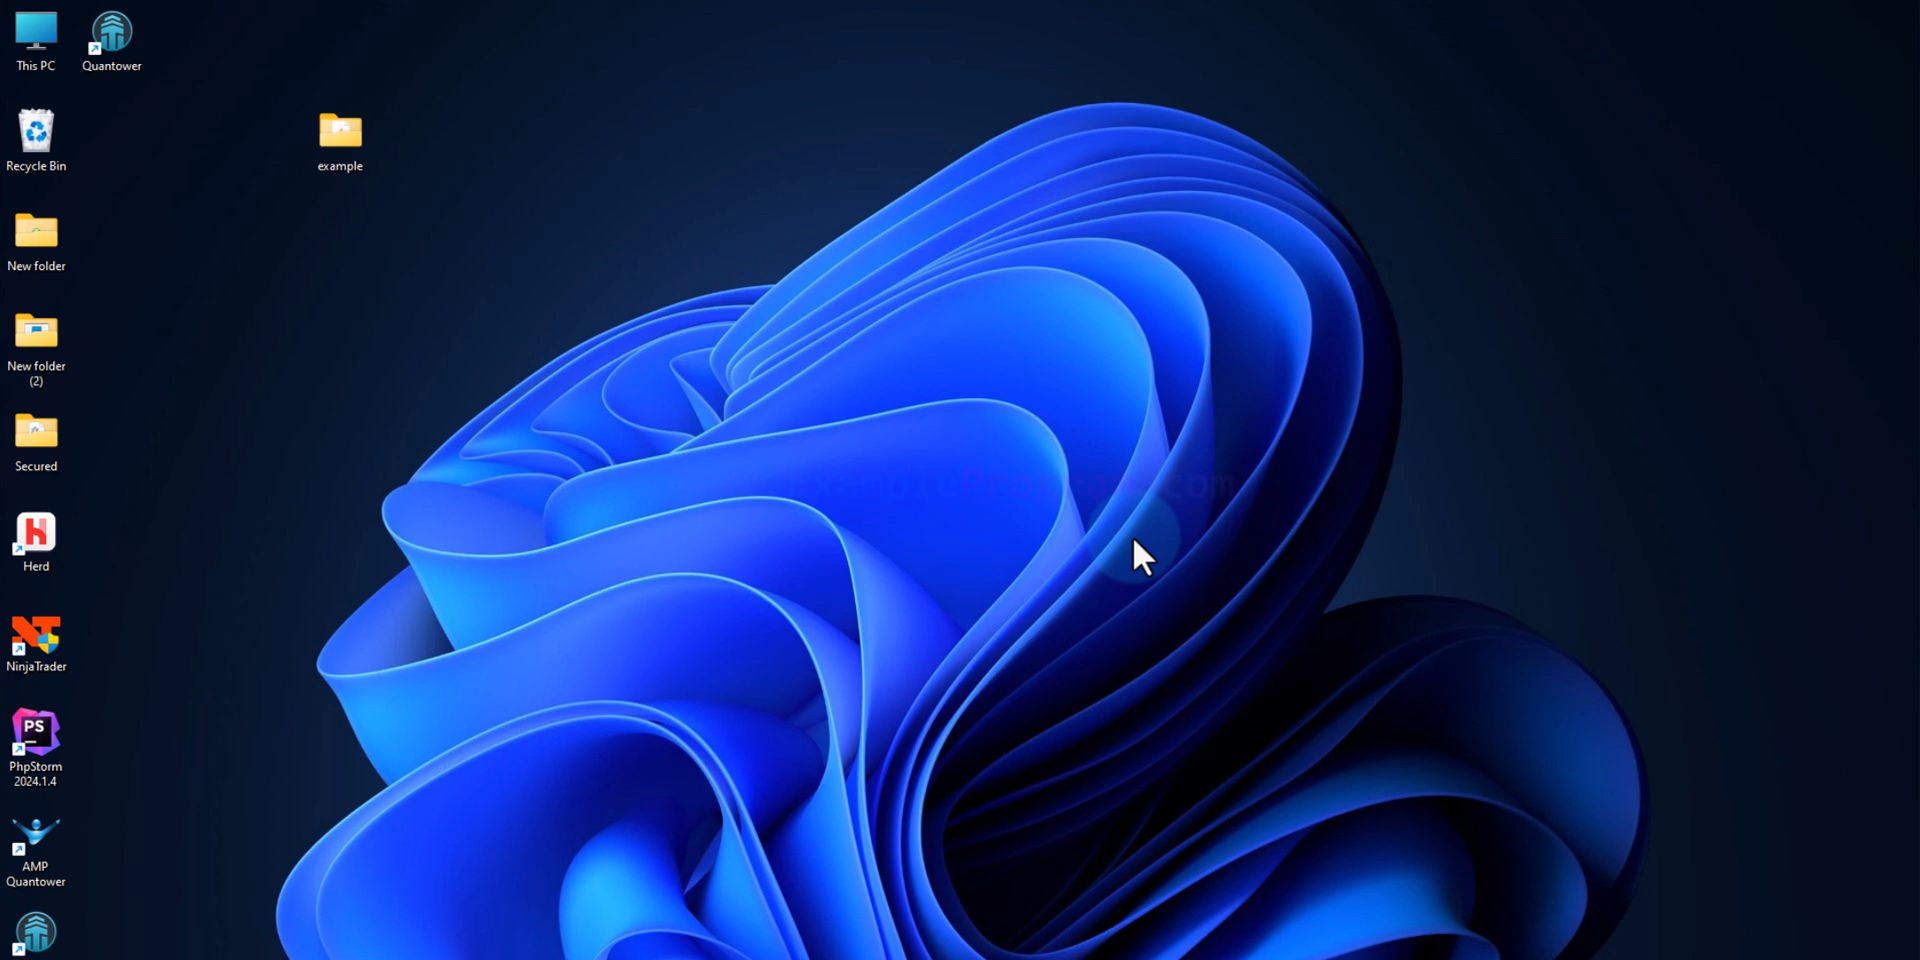 This PC
Quantower
Recycle Bin
example
New folder
New folder
(2)
Secured
Herd
NinjaTrader
PS
PhpStorm
2024.1.4
AMP
Quantower